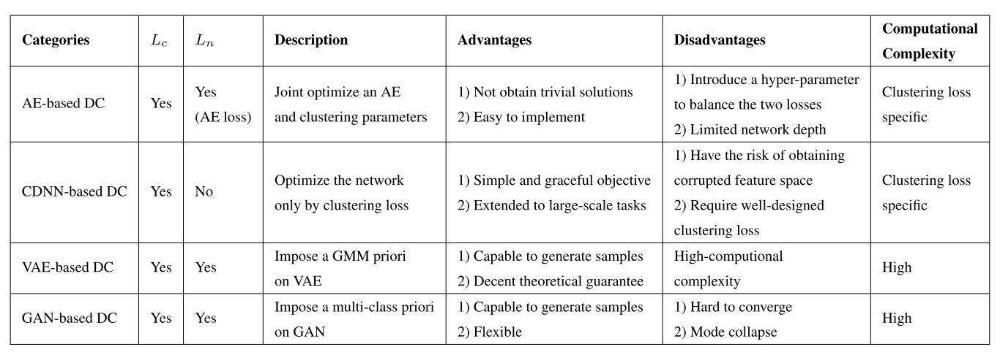 Categories
L_c
L_n
Description
Advantages
Disadvantages
Computational
Complexity
AE-based DC
Yes
Yes
(AE loss)
Joint optimize an AE
and clustering parameters
1) Not obtain trivial solutions
2) Easy to implement
1) Introduce a hyper-parameter
to balance the two losses
2) Limited network depth
Clustering loss
specific
CDNN-based DC
Yes
No
Optimize the network
only by clustering loss
1) Simple and graceful objective
2) Extended to large-scale tasks
1) Have the risk of obtaining
corrupted feature space
2) Require well-designed
clustering loss
Clustering loss
specific
VAE-based DC
Yes
Yes
Impose a GMM priori
on VAE
1) Capable to generate samples
2) Decent theoretical guarantee
High-computional
complexity
High
GAN-based DC
Yes
Yes
Impose a multi-class priori
on GAN
1) Capable to generate samples
2) Flexible
1) Hard to converge
2) Mode collapse
High